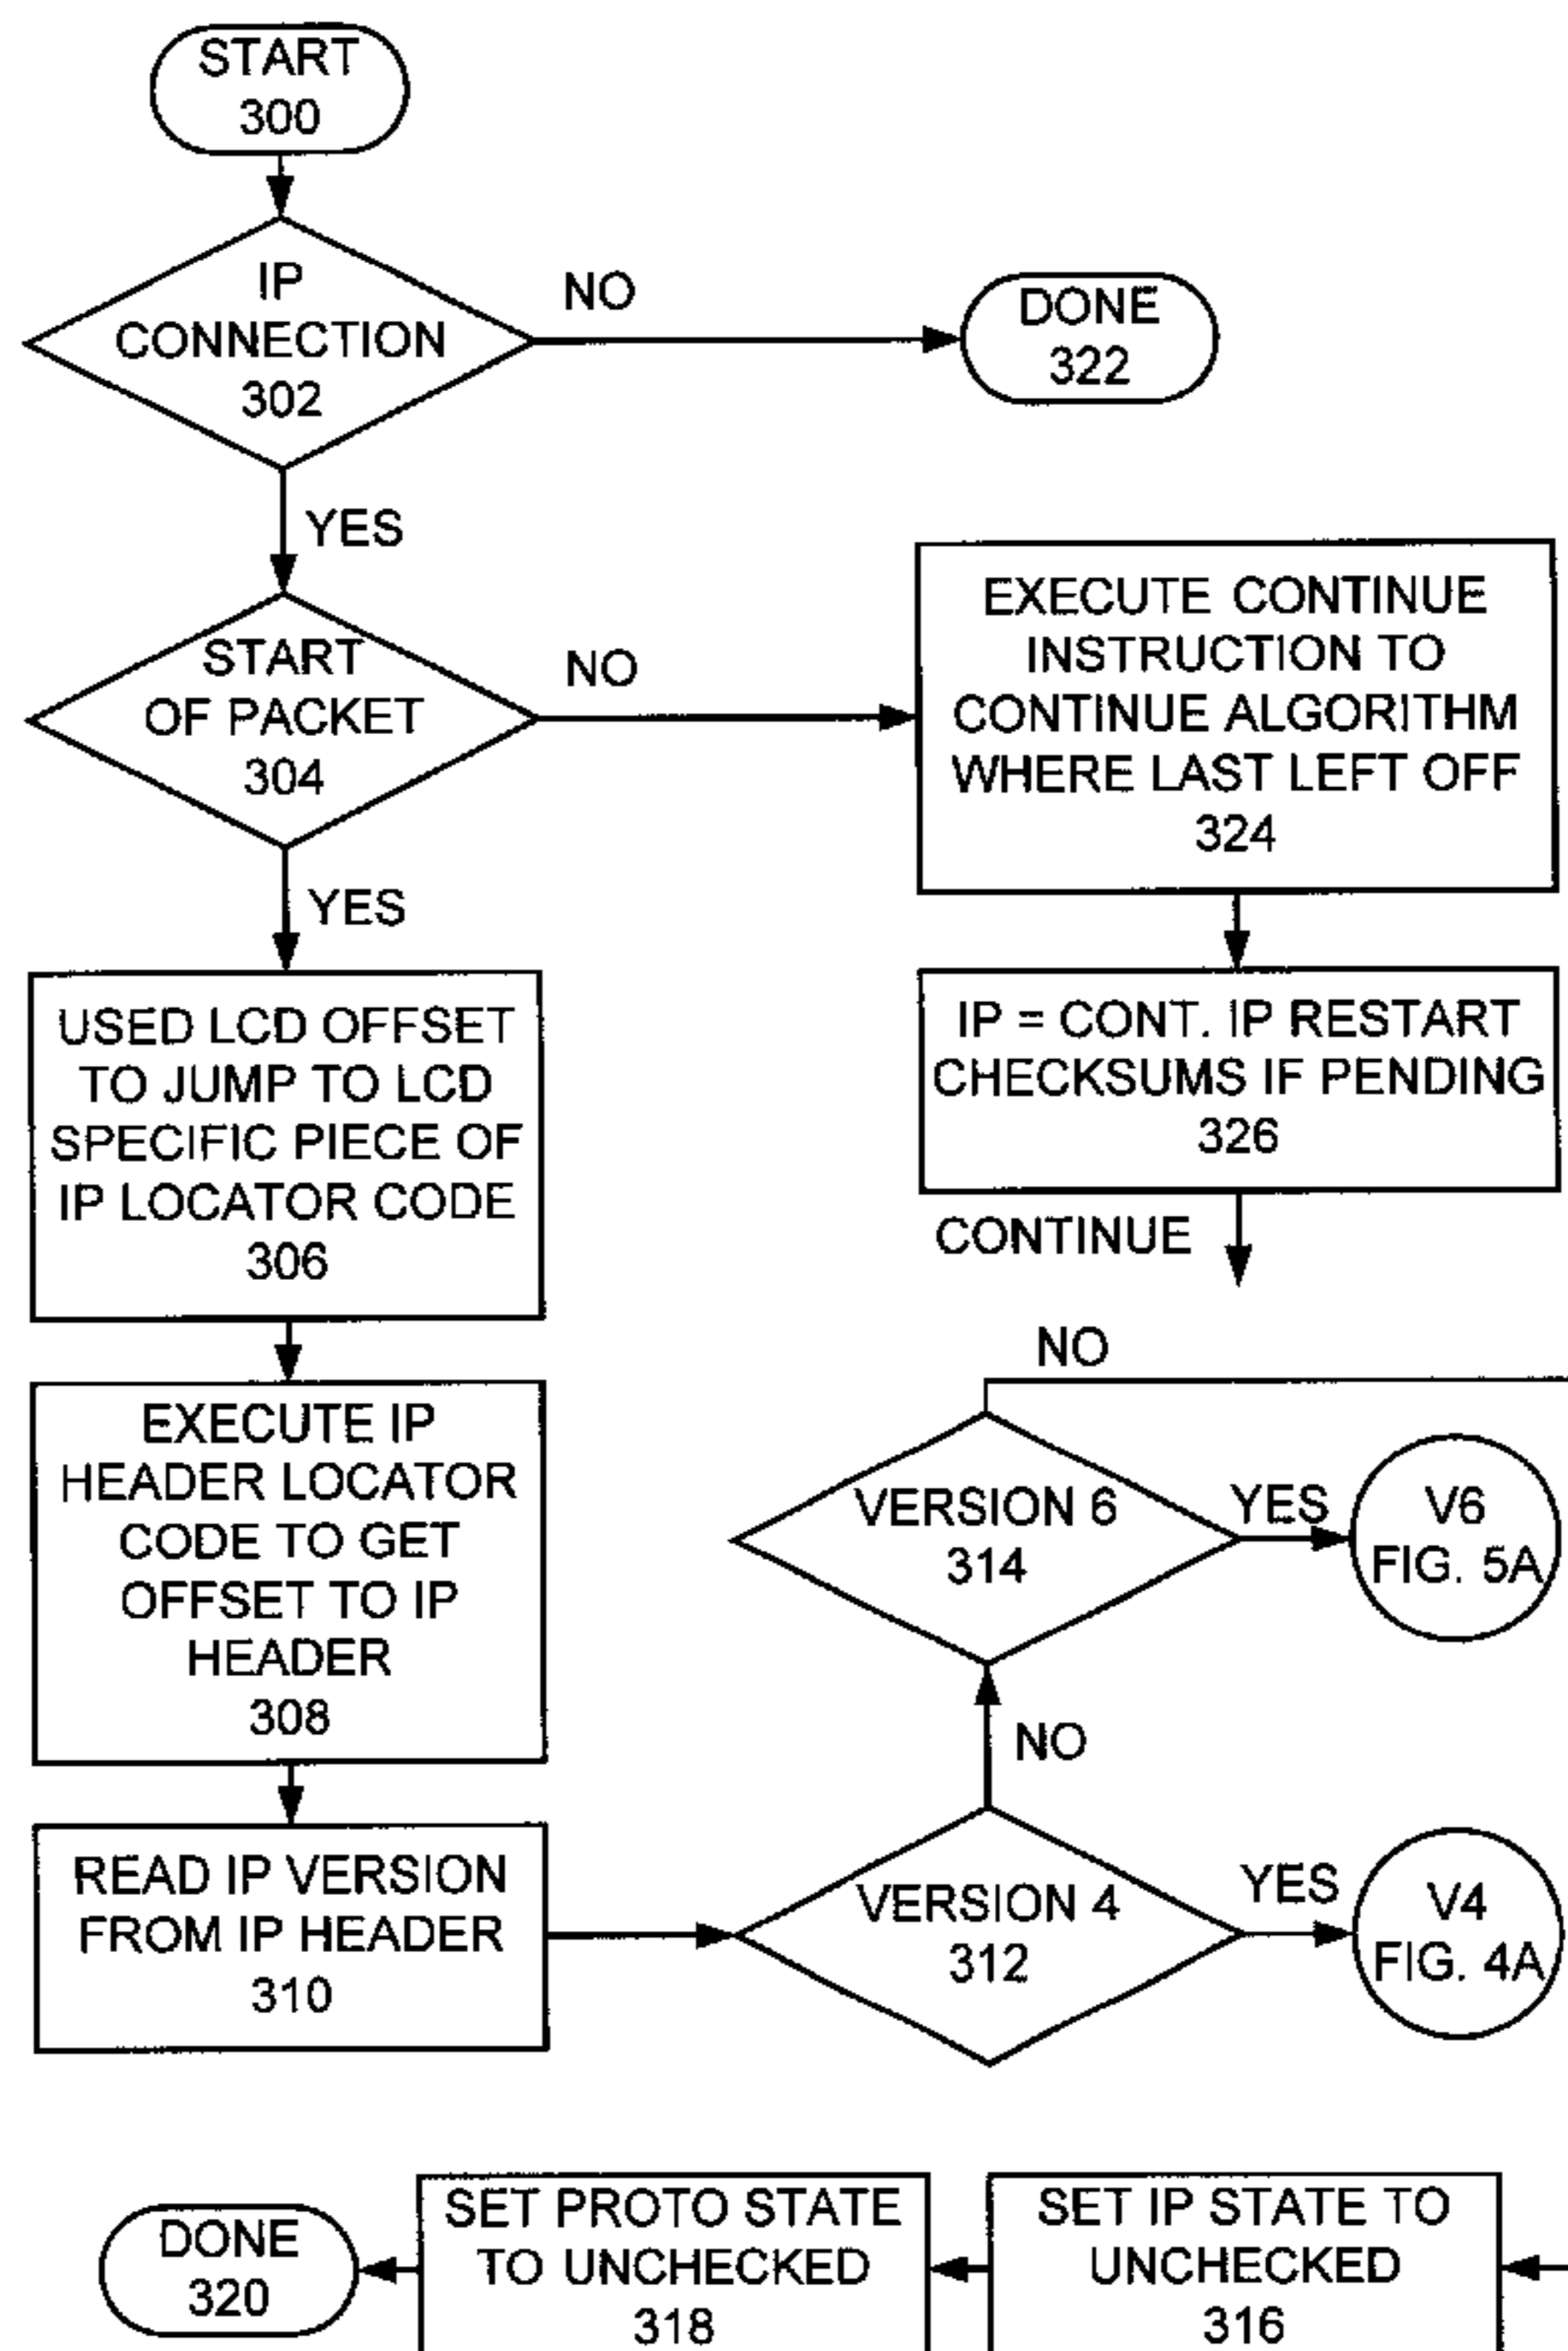 START
300
IP
CONNECTION
302
NO
DONE
322
YES
START
OF PACKET
304
NO
EXECUTE CONTINUE
INSTRUCTION TO
CONTINUE ALGORITHM
WHERE LAST LEFT OFF
324
YES
USED LCD OFFSET
TO JUMP TO LCD
SPECIFIC PIECE OF
IP LOCATOR CODE
306
IP = CONT. IP RESTART
CHECKSUMS IF PENDING
326
CONTINUE
EXECUTE IP
HEADER LOCATOR
CODE TO GET
OFFSET TO IP
HEADER
308
NO
VERSION 6
314
YES
V6
FIG. 5A
NO
READ IP VERSION
FROM IP HEADER
310
VERSION 4
312
YES
V4
FIG. 4A
DONE
320
SET PROTO STATE
TO UNCHECKED
318
SET IP STATE TO
UNCHECKED
316